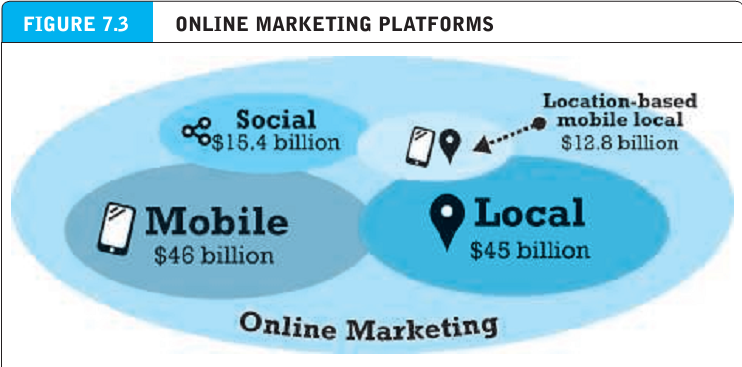 FIGURE 7.3
ONLINE MARKETING PLATFORMS
Social
$15.4 billion
Location-based
mobile local
$12.8 billion
Mobile
$46 billion
Local
$45 billion
Online Marketing